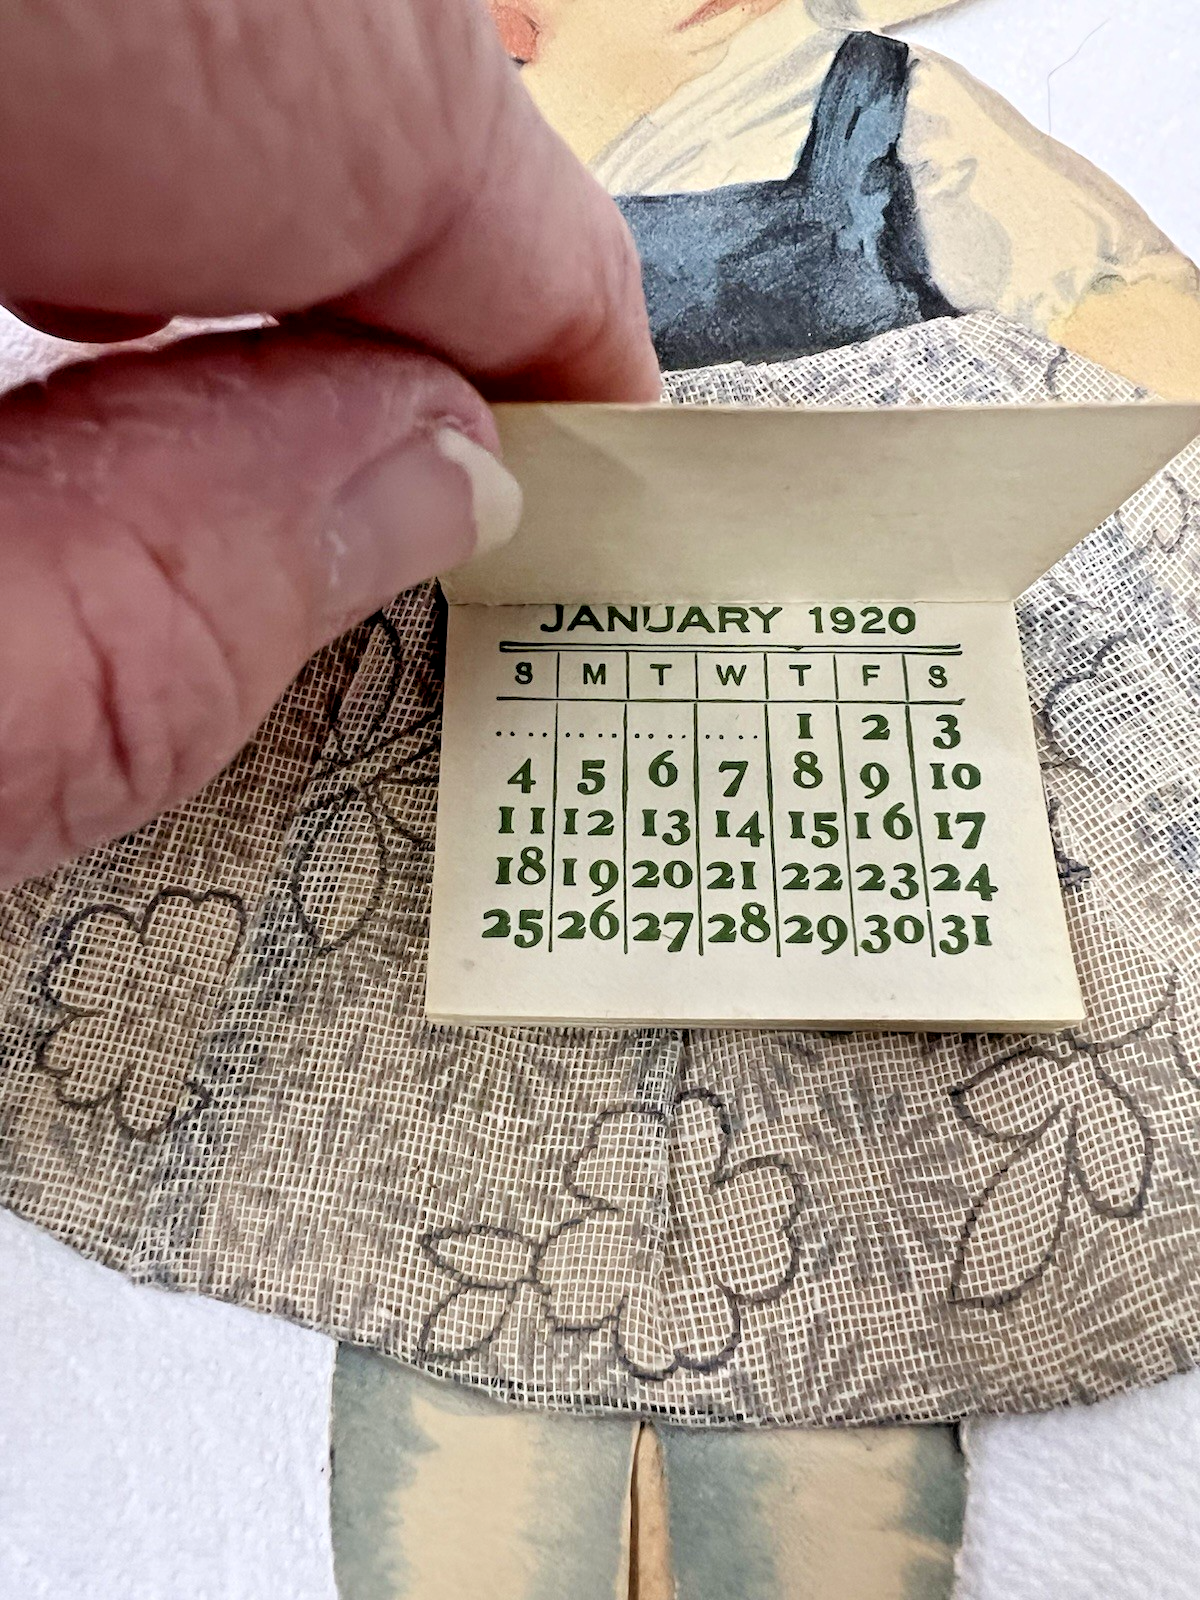 JANUARY 1920
S M T W T F S
.... .... .... .... 1 2 3
4 5 6 7 8 9 10
11 12 13 14 15 16 17
18 19 20 21 22 23 24
25 26 27 28 29 30 31